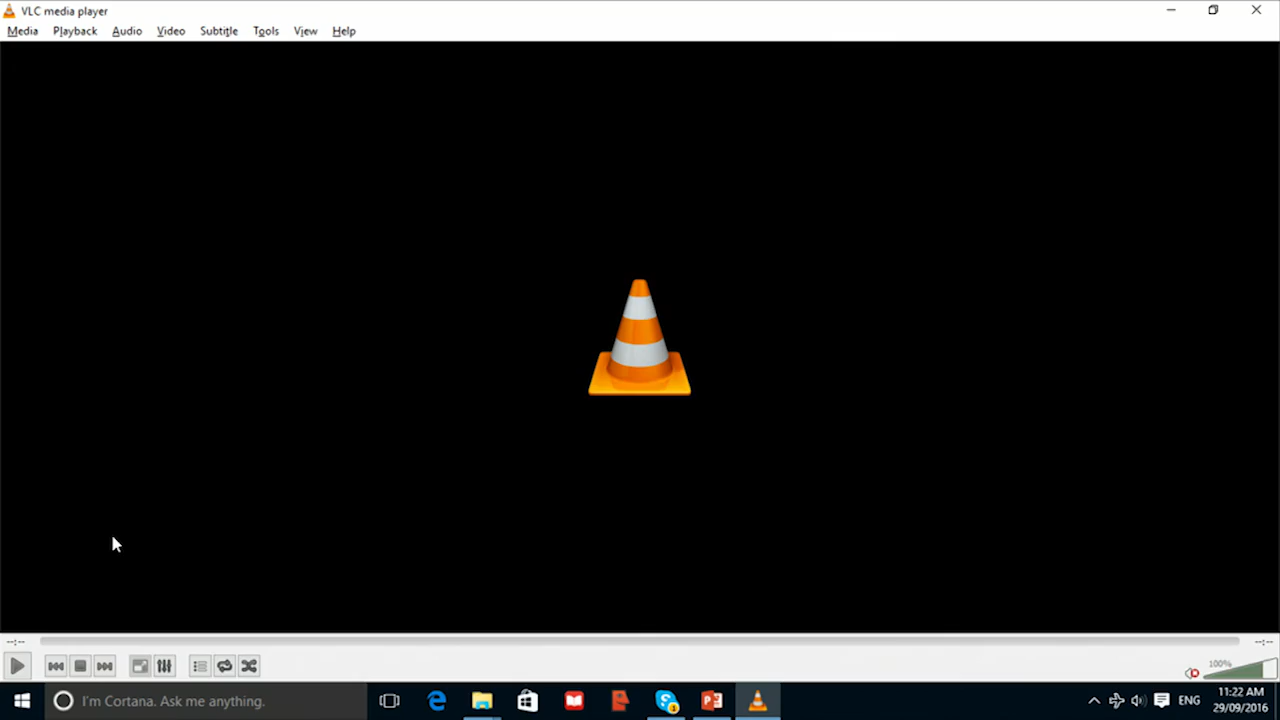 VLC media player
Media Playback Audio Video Subtitle Tools View Help
--:-- --:--
100%
I'm Cortana. Ask me anything.
1
ENG
11:22 AM
29/09/2016